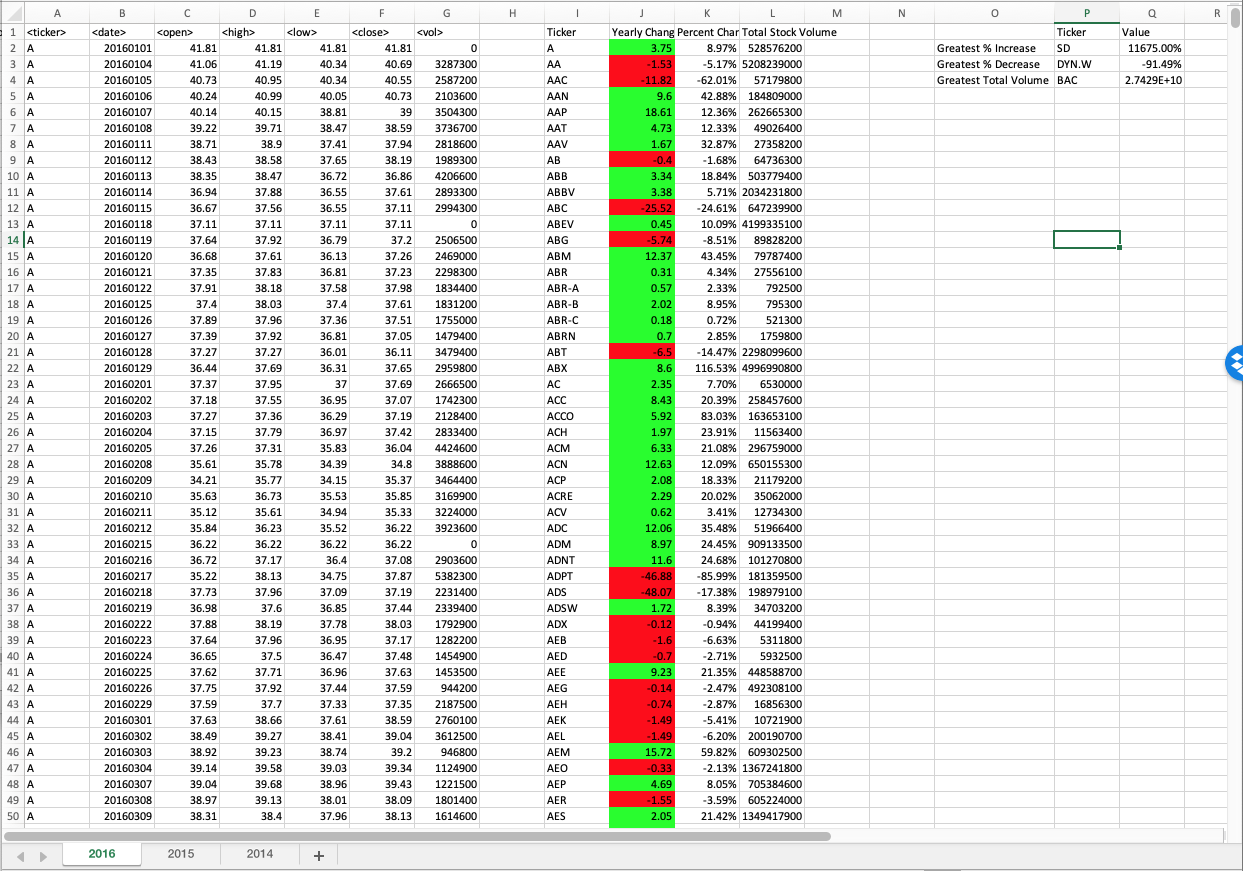 A B C D E F G H I J K L M N O P Q R
1 <ticker> <date> <open> <high> <low> <close> <vol> Ticker Yearly Chang Percent Char Total Stock Volume Ticker Value
2 A 20160101 41.81 41.81 41.81 41.81 0 A 3.75 8.97% 528576200 Greatest % Increase SD 11675.00%
3 A 20160104 41.06 41.19 40.34 40.69 3287300 AA -1.53 -5.17% 5208239000 Greatest % Decrease DYN.W -91.49%
4 A 20160105 40.73 40.95 40.34 40.55 2587200 AAC -11.82 -62.01% 57179800 Greatest Total Volume BAC 2.7429E+10
5 A 20160106 40.24 40.99 40.05 40.73 2103600 AAN 9.6 42.88% 184809000
6 A 20160107 40.14 40.15 38.81 39 3504300 AAP 18.61 12.36% 262665300
7 A 20160108 39.22 39.71 38.47 38.59 3736700 AAT 4.73 12.33% 49026400
8 A 20160111 38.71 38.9 37.41 37.94 2818600 AAV 1.67 32.87% 27358200
9 A 20160112 38.43 38.58 37.65 38.19 1989300 AB -0.4 -1.68% 64736300
10 A 20160113 38.35 38.47 36.72 36.86 4206600 ABB 3.34 18.84% 503779400
11 A 20160114 36.94 37.88 36.55 37.61 2893300 ABBV 3.38 5.71% 2034231800
12 A 20160115 36.67 37.56 36.55 37.11 2994300 ABC -25.52 -24.61% 647239900
13 A 20160118 37.11 37.11 37.11 37.11 0 ABEV 0.45 10.09% 4199335100
14 A 20160119 37.64 37.92 36.79 37.2 2506500 ABG -5.74 -8.51% 89828200
15 A 20160120 36.68 37.61 36.13 37.26 2469000 ABM 12.37 43.45% 79787400
16 A 20160121 37.35 37.83 36.81 37.23 2298300 ABR 0.31 4.34% 27556100
17 A 20160122 37.91 38.18 37.58 37.98 1834400 ABR-A 0.57 2.33% 792500
18 A 20160125 37.4 38.03 37.4 37.61 1831200 ABR-B 2.02 8.95% 795300
19 A 20160126 37.89 37.96 37.36 37.51 1755000 ABR-C 0.18 0.72% 521300
20 A 20160127 37.39 37.92 36.81 37.05 1479400 ABRN 0.7 2.85% 1759800
21 A 20160128 37.27 37.27 36.01 36.11 3479400 ABT -6.5 -14.47% 2298099600
22 A 20160129 36.44 37.69 36.31 37.65 2959800 ABX 8.6 116.53% 4996990800
23 A 20160201 37.37 37.95 37 37.69 2666500 AC 2.35 7.70% 6530000
24 A 20160202 37.18 37.55 36.95 37.07 1742300 ACC 8.43 20.39% 258457600
25 A 20160203 37.27 37.36 36.29 37.19 2128400 ACCO 5.92 83.03% 163653100
26 A 20160204 37.15 37.79 36.97 37.42 2833400 ACH 1.97 23.91% 11563400
27 A 20160205 37.26 37.31 35.83 36.04 4424600 ACM 6.33 21.08% 296759000
28 A 20160208 35.61 35.78 34.39 34.8 3888600 ACN 12.63 12.09% 650155300
29 A 20160209 34.21 35.77 34.15 35.37 3464400 ACP 2.08 18.33% 21179200
30 A 20160210 35.63 36.73 35.53 35.85 3169900 ACRE 2.29 20.02% 35062000
31 A 20160211 35.12 35.61 34.94 35.33 3224000 ACV 0.62 3.41% 12734300
32 A 20160212 35.84 36.23 35.52 36.22 3923600 ADC 12.06 35.48% 51966400
33 A 20160215 36.22 36.22 36.22 36.22 0 ADM 8.97 24.45% 909133500
34 A 20160216 36.72 37.17 36.4 37.08 2903600 ADNT 11.6 24.68% 101270800
35 A 20160217 35.22 38.13 34.75 37.87 5382300 ADPT -46.88 -85.99% 181359500
36 A 20160218 37.73 37.96 37.09 37.19 2231400 ADS -48.07 -17.38% 198979100
37 A 20160219 36.98 37.6 36.85 37.44 2339400 ADSW 1.72 8.39% 34703200
38 A 20160222 37.88 38.19 37.78 38.03 1792900 ADX -0.12 -0.94% 44199400
39 A 20160223 37.64 37.96 36.95 37.17 1282200 AEB -1.6 -6.63% 5311800
40 A 20160224 36.65 37.5 36.47 37.48 1454900 AED -0.7 -2.71% 5932500
41 A 20160225 37.62 37.71 36.96 37.63 1453500 AEE 9.23 21.35% 448588700
42 A 20160226 37.75 37.92 37.44 37.59 944200 AEG -0.14 -2.47% 492308100
43 A 20160229 37.59 37.7 37.33 37.35 2187500 AEH -0.74 -2.87% 16856300
44 A 20160301 37.63 38.66 37.61 38.59 2760100 AEK -1.49 -5.41% 10721900
45 A 20160302 38.49 39.27 38.41 39.04 3612500 AEL -1.49 -6.20% 200190700
46 A 20160303 38.92 39.23 38.74 39.2 946800 AEM 15.72 59.82% 609302500
47 A 20160304 39.14 39.58 39.03 39.34 1124900 AEO -0.33 -2.13% 1367241800
48 A 20160307 39.04 39.68 38.96 39.43 1221500 AEP 4.69 8.05% 705384600
49 A 20160308 38.97 39.13 38.01 38.09 1801400 AER -1.55 -3.59% 605224000
50 A 20160309 38.31 38.4 37.96 38.13 1614600 AES 2.05 21.42% 1349417900
2016 2015 2014 +